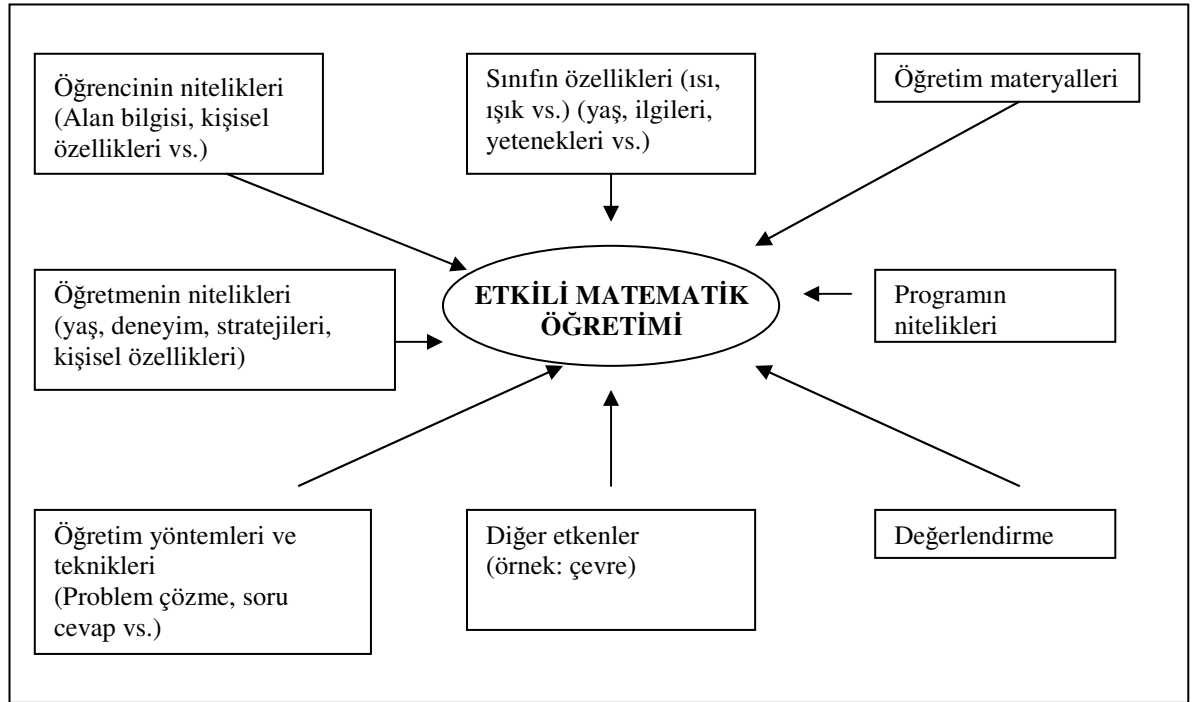 Öğrencinin nitelikleri
(Alan bilgisi, kişisel
özellikleri vs.)
Sınıfın özellikleri (ısı,
ışık vs.) (yaş, ilgileri,
yetenekleri vs.)
Öğretim materyalleri
Öğretmenin nitelikleri
(yaş, deneyim, stratejileri,
kişisel özellikleri)
ETKİLİ MATEMATİK
ÖĞRETİMİ
Programın
nitelikleri
Öğretim yöntemleri ve
teknikleri
(Problem çözme, soru
cevap vs.)
Diğer etkenler
(örnek: çevre)
Değerlendirme